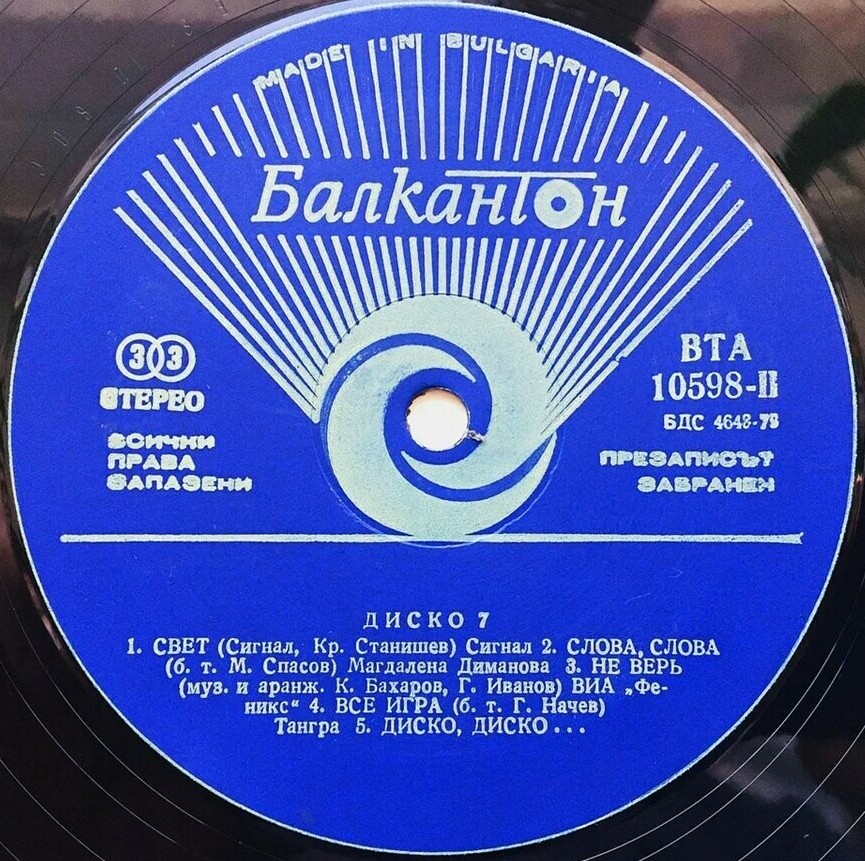 MADE IN BULGARIA
Балкантон
33
СТЕРЕО
ВСИЧКИ
ПРАВА
ЗАПАЗЕНИ
ВТА
10598-II
БДС 4648-78
ПРЕЗАПИСЪТ
ЗАБРАНЕН
ДИСКО 7
1. СВЕТ (Сигнал, Кр. Станишев) Сигнал 2. СЛОВА, СЛОВА
(б. т. М. Спасов) Магдалена Диманова 3. НЕ ВЕРЬ
(муз. и аранж. К. Бахаров, Г. Иванов) ВИА „Фе-
никс“ 4. ВСЕ ИГРА (б. т. Г. Начев)
Тангра 5. ДИСКО, ДИСКО...